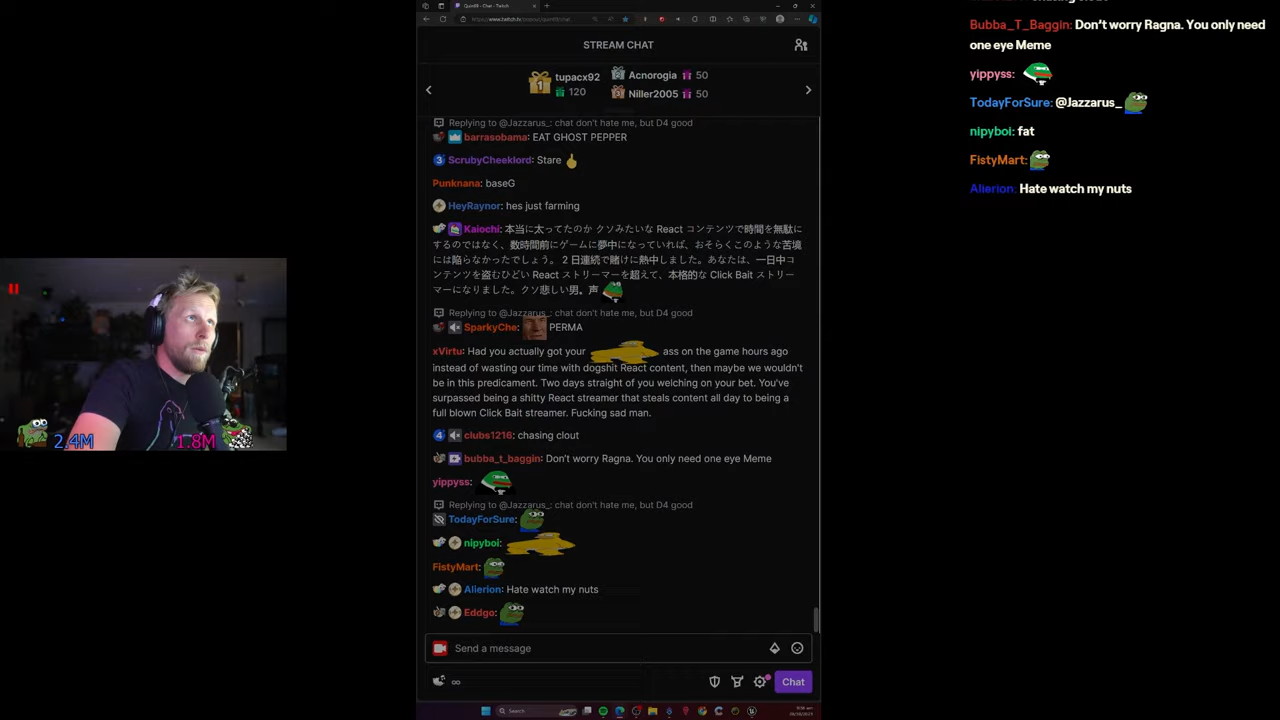 Quin69 - Chat - Twitch
STREAM CHAT
tupacx92
120
Acnorogia 50
Niller2005 50
Replying to @Jazzarus_: chat don't hate me, but D4 good
barrasobama: EAT GHOST PEPPER
ScrubyCheeklord: Stare
Punknana: baseG
HeyRaynor: hes just farming
Kaiochi: 本当に太ってたのか クソみたいな React コンテンツで時間を無駄に
するのではなく、数時間前にゲームに夢中になっていれば、おそらくこのような苦境
には陥らなかったでしょう。 2 日連続で賭けに熱中しました。あなたは、一日中コ
ンテンツを盗むひどい React ストリーマーを超えて、本格的な Click Bait ストリー
マーになりました。クソ悲しい男。声
Replying to @Jazzarus_: chat don't hate me, but D4 good
SparkyChe: PERMA
xVirtu: Had you actually got your ass on the game hours ago
instead of wasting our time with dogshit React content, then maybe we wouldn't
be in this predicament. Two days straight of you welching on your bet. You've
surpassed being a shitty React streamer that steals content all day to being a
full blown Click Bait streamer. Fucking sad man.
clubs1216: chasing clout
bubba_t_baggin: Don't worry Ragna. You only need one eye Meme
yippyss:
Replying to @Jazzarus_: chat don't hate me, but D4 good
TodayForSure:
nipyboi:
FistyMart:
Alierion: Hate watch my nuts
Eddgo:
Send a message
∞
Chat
Search
2.4M
1.8M
Bubba_T_Baggin: Don't worry Ragna. You only need
one eye Meme
yippyss:
TodayForSure: @Jazzarus_
nipyboi: fat
FistyMart:
Alierion: Hate watch my nuts